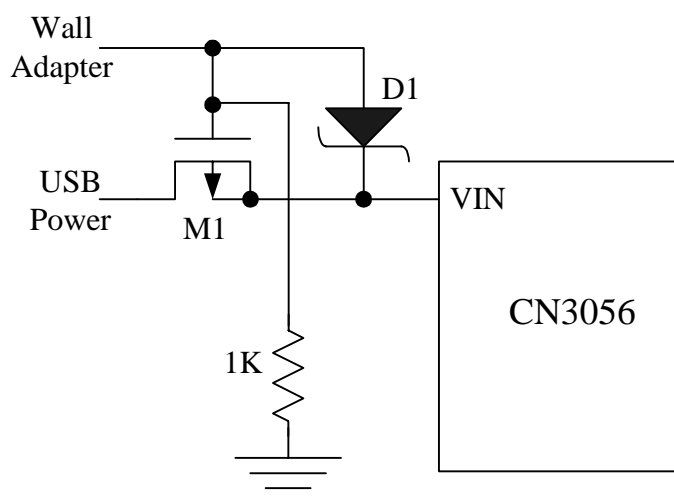 Wall
Adapter
D1
USB
Power
M1
VIN
CN3056
1K